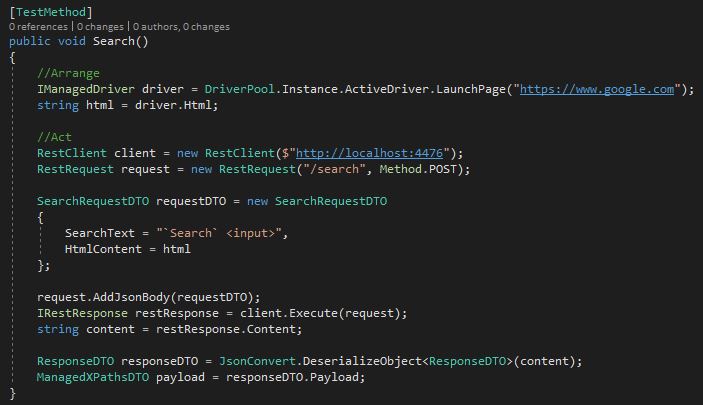 [TestMethod]
0 references | 0 changes | 0 authors, 0 changes
public void Search()
{
//Arrange
IManagedDriver driver = DriverPool.Instance.ActiveDriver.LaunchPage("https://www.google.com");
string html = driver.Html;
//Act
RestClient client = new RestClient($"http://localhost:4476");
RestRequest request = new RestRequest("/search", Method.POST);
SearchRequestDTO requestDTO = new SearchRequestDTO
{
SearchText = "`Search` <input>",
HtmlContent = html
};
request.AddJsonBody(requestDTO);
IRestResponse restResponse = client.Execute(request);
string content = restResponse.Content;
ResponseDTO responseDTO = JsonConvert.DeserializeObject<ResponseDTO>(content);
ManagedXPathsDTO payload = responseDTO.Payload;
}